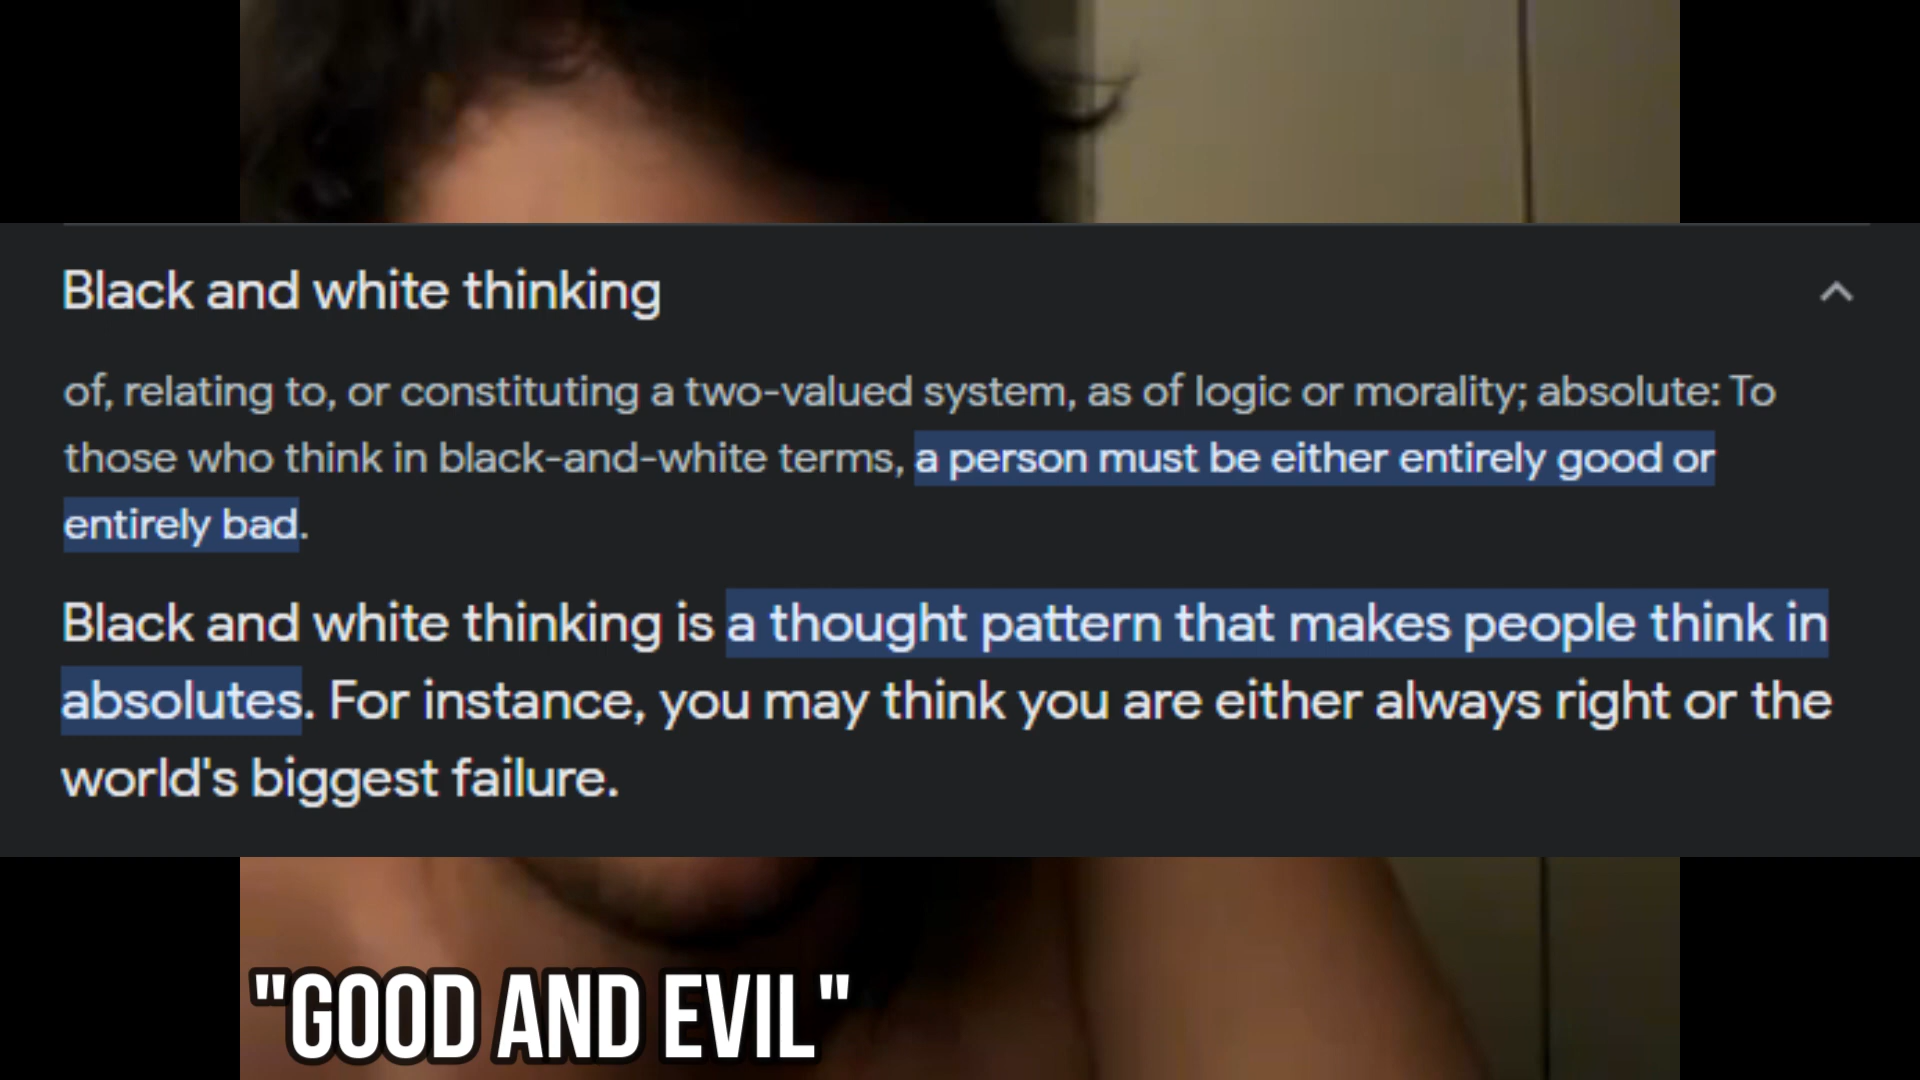 Black and white thinking
of, relating to, or constituting a two-valued system, as of logic or morality; absolute: To
those who think in black-and-white terms, a person must be either entirely good or
entirely bad.
Black and white thinking is a thought pattern that makes people think in
absolutes. For instance, you may think you are either always right or the
world's biggest failure.
"GOOD AND EVIL"